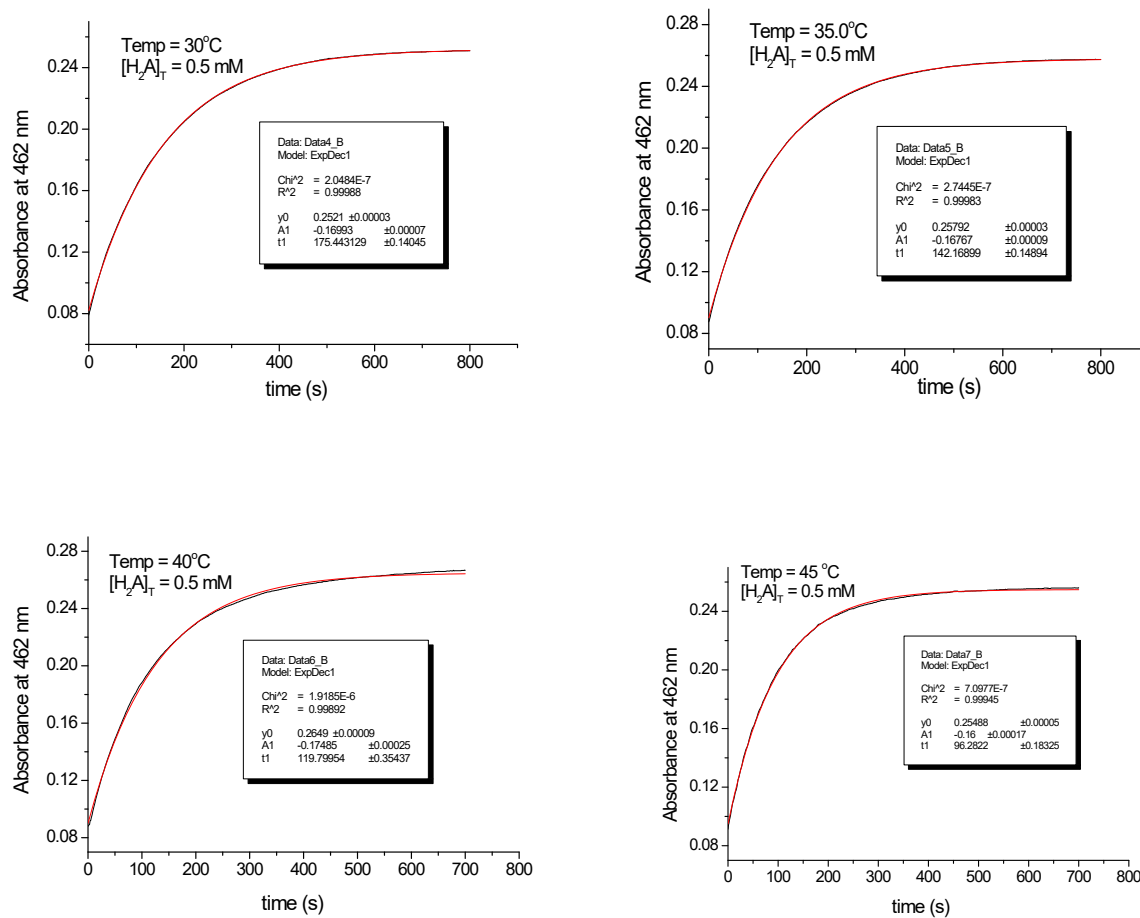 Temp = 30°C
[H₂A]T = 0.5 mM
Absorbance at 462 nm
0.24
0.20
0.16
0.12
0.08
Data: Data4_B
Model: ExpDec1
Chi^2 = 2.0484E-7
R^2 = 0.99988
y0 0.2521 ±0.00003
A1 -0.16993 ±0.00007
t1 175.443129 ±0.14045
0 200 400 600 800
time (s)
Temp = 35.0°C
[H₂A]T = 0.5 mM
Absorbance at 462 nm
0.28
0.24
0.20
0.16
0.12
0.08
Data: Data5_B
Model: ExpDec1
Chi^2 = 2.7445E-7
R^2 = 0.99983
y0 0.25792 ±0.00003
A1 -0.16767 ±0.00009
t1 142.16899 ±0.14894
0 200 400 600 800
time (s)
Temp = 40°C
[H₂A]T = 0.5 mM
Absorbance at 462 nm
0.28
0.24
0.20
0.16
0.12
0.08
Data: Data6_B
Model: ExpDec1
Chi^2 = 1.9185E-6
R^2 = 0.99892
y0 0.2649 ±0.00009
A1 -0.17485 ±0.00025
t1 119.79954 ±0.35437
0 100 200 300 400 500 600 700 800
time (s)
Temp = 45 °C
[H₂A]T = 0.5 mM
Absorbance at 462 nm
0.24
0.20
0.16
0.12
0.08
Data: Data7_B
Model: ExpDec1
Chi^2 = 7.0977E-7
R^2 = 0.99945
y0 0.25488 ±0.00005
A1 -0.16 ±0.00017
t1 96.2822 ±0.18325
0 100 200 300 400 500 600 700 800
time (s)